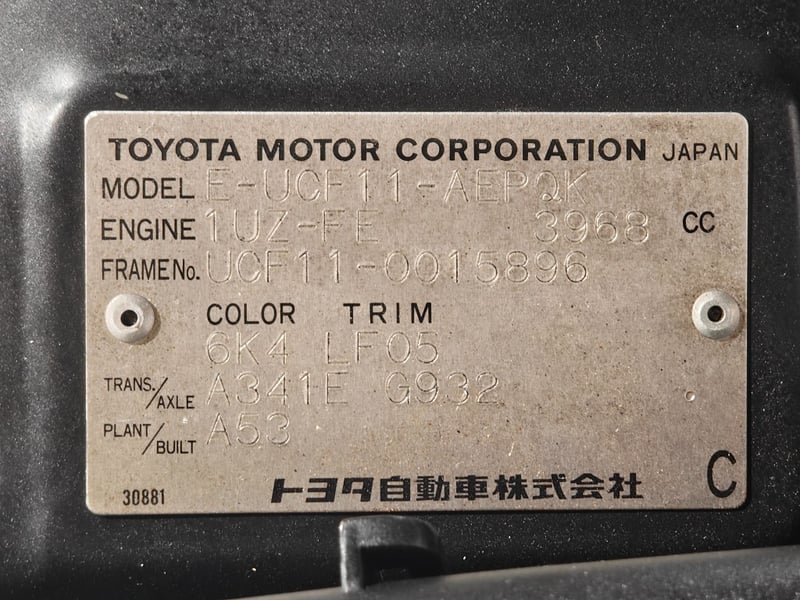 TOYOTA MOTOR CORPORATION JAPAN
MODEL E-UCF11-AEPQK
ENGINE 1UZ-FE 3968 CC
FRAME No. UCF11-0015896
COLOR TRIM
6K4 LF05
TRANS./AXLE A341E G932
PLANT/BUILT A53
30881 トヨタ自動車株式会社 C